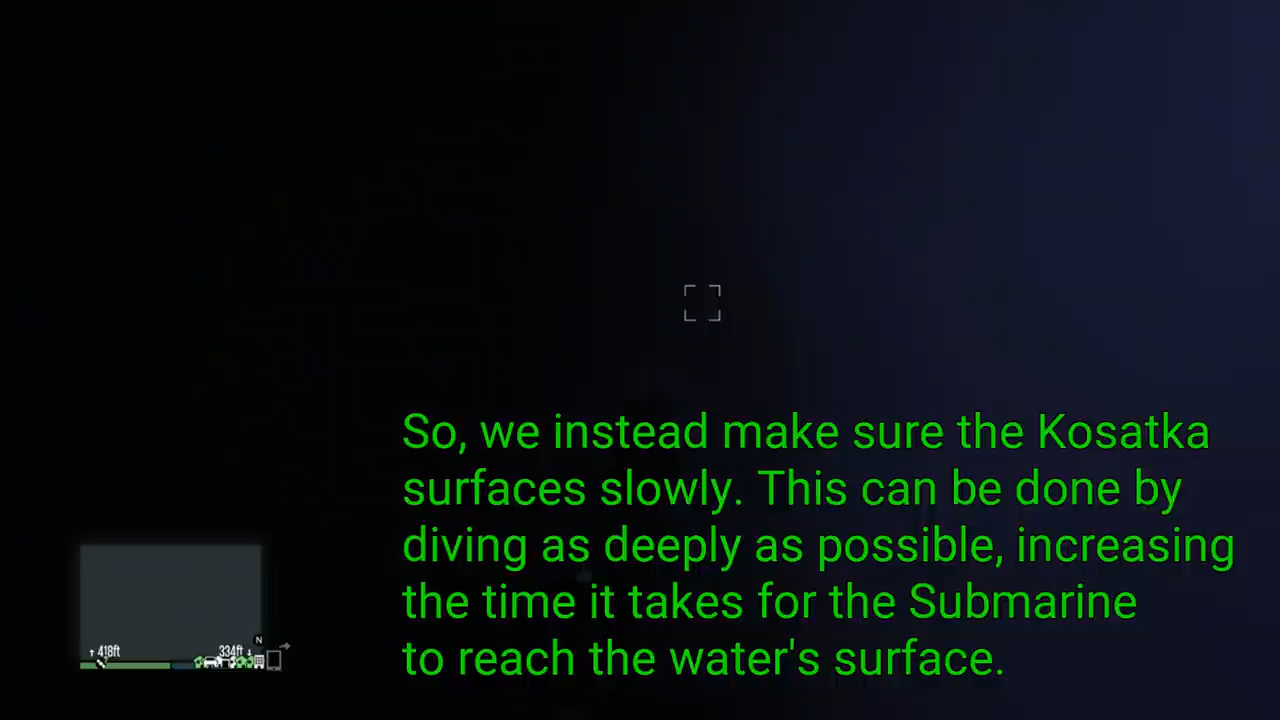 So, we instead make sure the Kosatka
surfaces slowly. This can be done by
diving as deeply as possible, increasing
the time it takes for the Submarine
to reach the water's surface.
N
↑ 418ft
334ft ↓